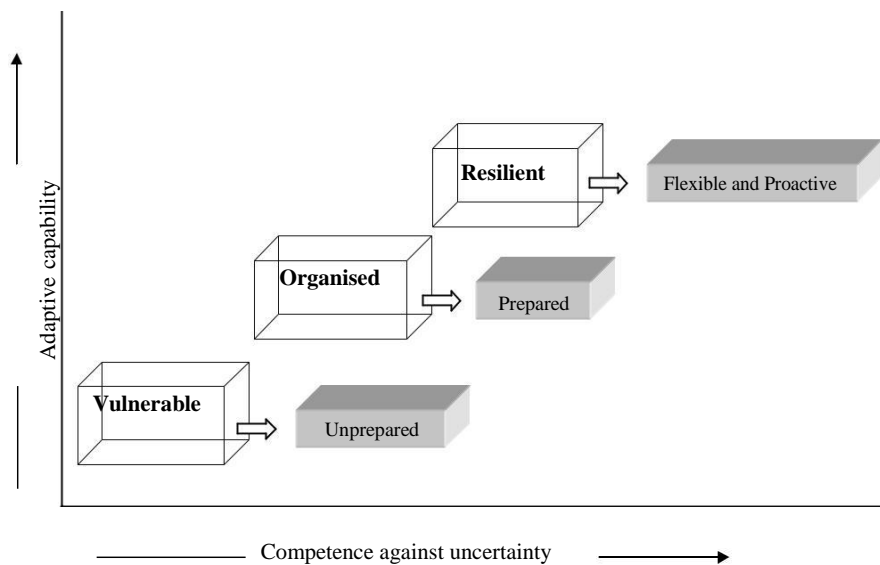 Resilient
Flexible and Proactive
Adaptive capability
Organised
Prepared
Vulnerable
Unprepared
Competence against uncertainty